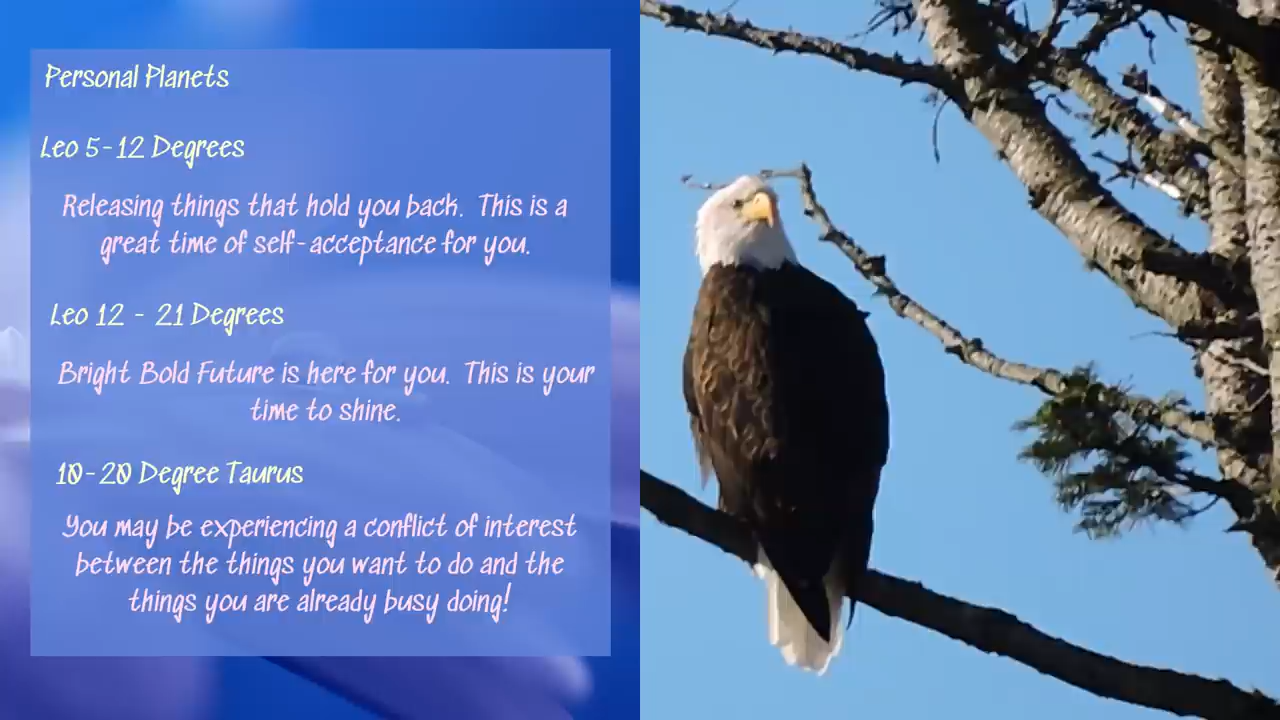 Personal Planets
Leo 5-12 Degrees
Releasing things that hold you back. This is a
great time of self-acceptance for you.
Leo 12 - 21 Degrees
Bright Bold Future is here for you. This is your
time to shine.
10-20 Degree Taurus
You may be experiencing a conflict of interest
between the things you want to do and the
things you are already busy doing!